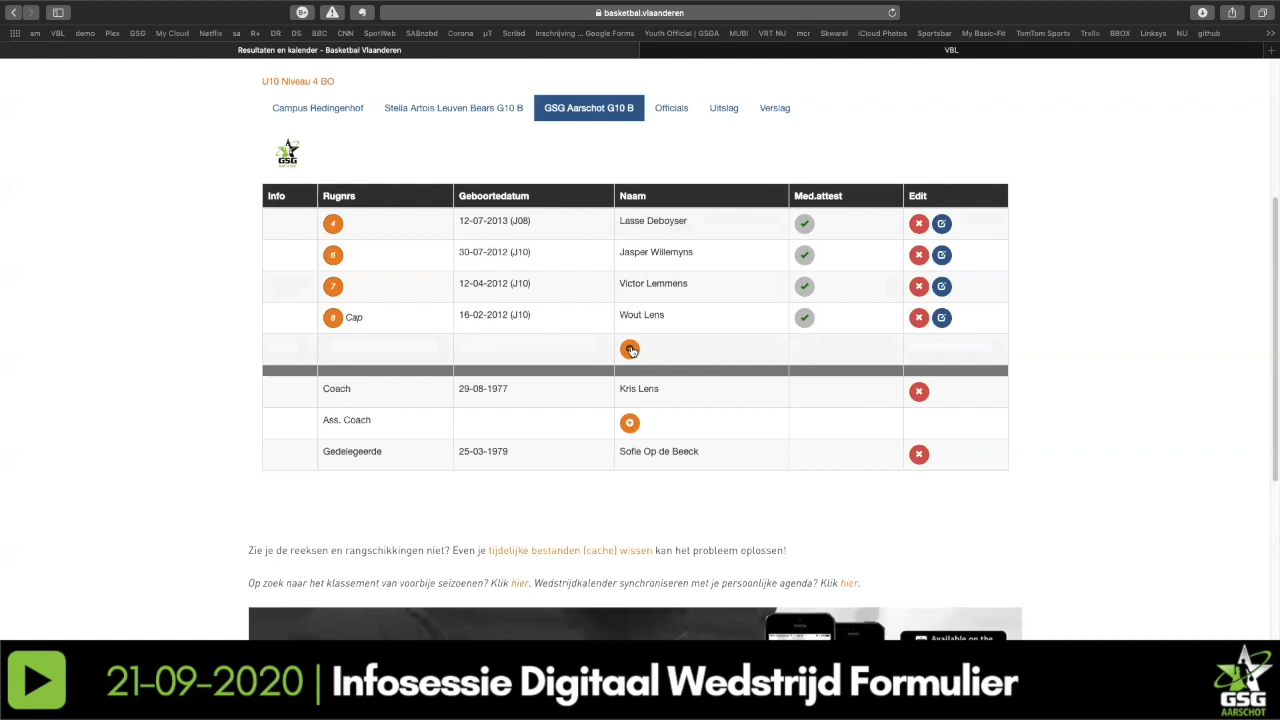 basketbal.vlaanderen
am VBL demo Plex GSG My Cloud Netflix sa R+ DR DS BBC CNN SpotWeb SABnzbd Corona µT Scribd Inschrijving ... Google Forms Youth Official | GSGA MUBI VRT NU mcr Skwarel iCloud Photos Sportsbar My Basic-Fit TomTom Sports Trello BBOX Linksys NU github
Resultaten en kalender - Basketbal Vlaanderen VBL
U10 Niveau 4 BO
Campus Redingenhof Stella Artois Leuven Bears G10 B GSG Aarschot G10 B Officials Uitslag Verslag
GSG
AARSCHOT
Info Rugnrs Geboortedatum Naam Med.attest Edit
4 12-07-2013 (J08) Lasse Deboyser
6 30-07-2012 (J10) Jasper Willemyns
7 12-04-2012 (J10) Victor Lemmens
8 Cap 16-02-2012 (J10) Wout Lens
Coach 29-08-1977 Kris Lens
Ass. Coach
Gedelegeerde 25-03-1979 Sofie Op de Beeck
Zie je de reeksen en rangschikkingen niet? Even je tijdelijke bestanden (cache) wissen kan het probleem oplossen!
Op zoek naar het klassement van voorbije seizoenen? Klik hier. Wedstrijdkalender synchroniseren met je persoonlijke agenda? Klik hier.
Available on the
21-09-2020 | Infosessie Digitaal Wedstrijd Formulier
GSG
AARSCHOT